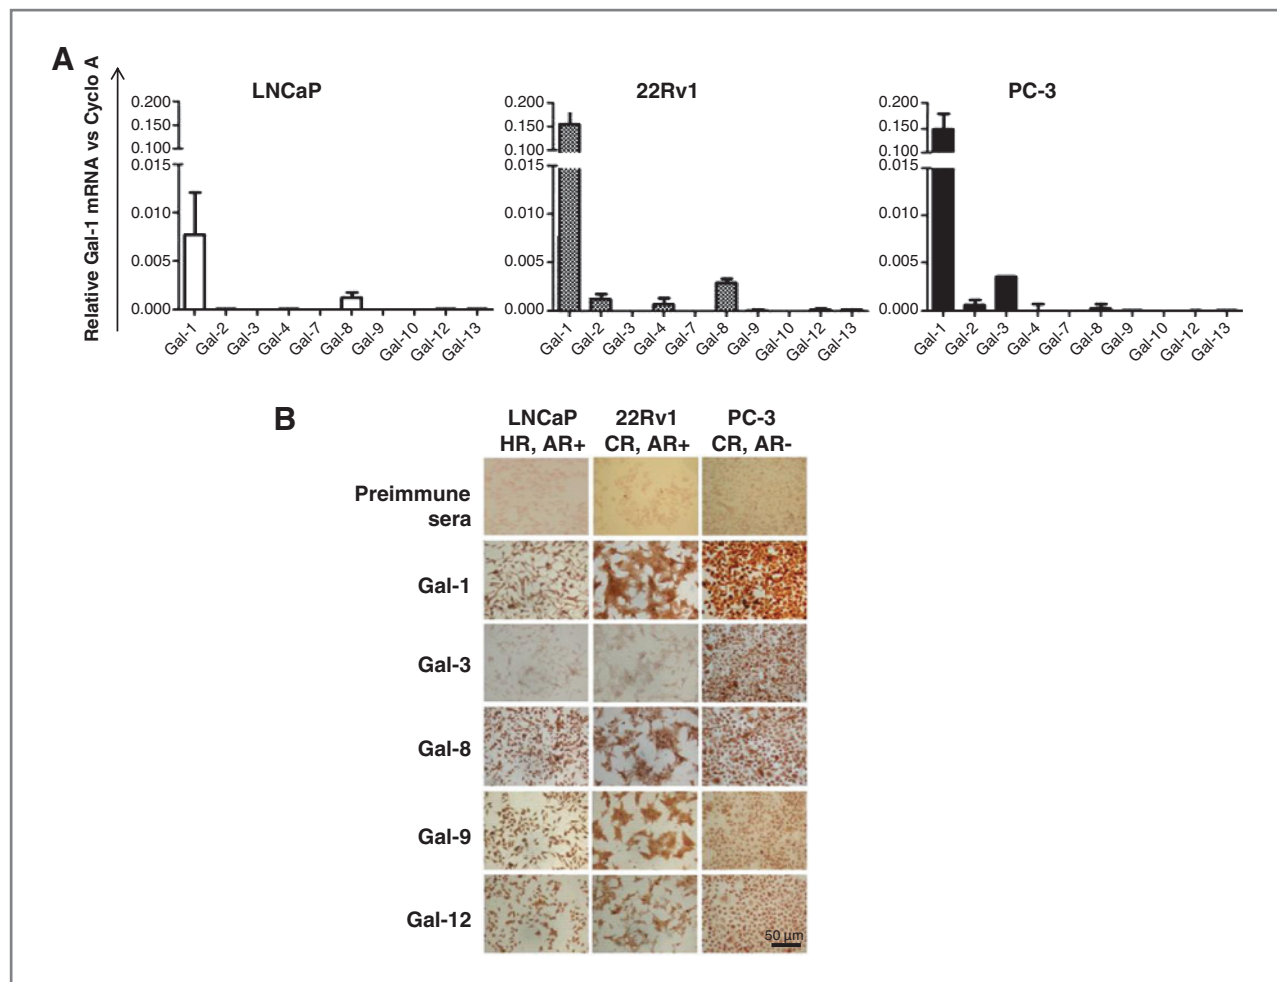 A
Relative Gal-1 mRNA vs Cyclo A
LNCaP
0.200
0.150
0.100
0.015
0.010
0.005
0.000
Gal-1
Gal-2
Gal-3
Gal-4
Gal-7
Gal-8
Gal-9
Gal-10
Gal-12
Gal-13
22Rv1
0.200
0.150
0.100
0.015
0.010
0.005
0.000
Gal-1
Gal-2
Gal-3
Gal-4
Gal-7
Gal-8
Gal-9
Gal-10
Gal-12
Gal-13
PC-3
0.200
0.150
0.100
0.015
0.010
0.005
0.000
Gal-1
Gal-2
Gal-3
Gal-4
Gal-7
Gal-8
Gal-9
Gal-10
Gal-12
Gal-13
B
LNCaP
HR, AR+
22Rv1
CR, AR+
PC-3
CR, AR-
Preimmune
sera
Gal-1
Gal-3
Gal-8
Gal-9
Gal-12
50 µm